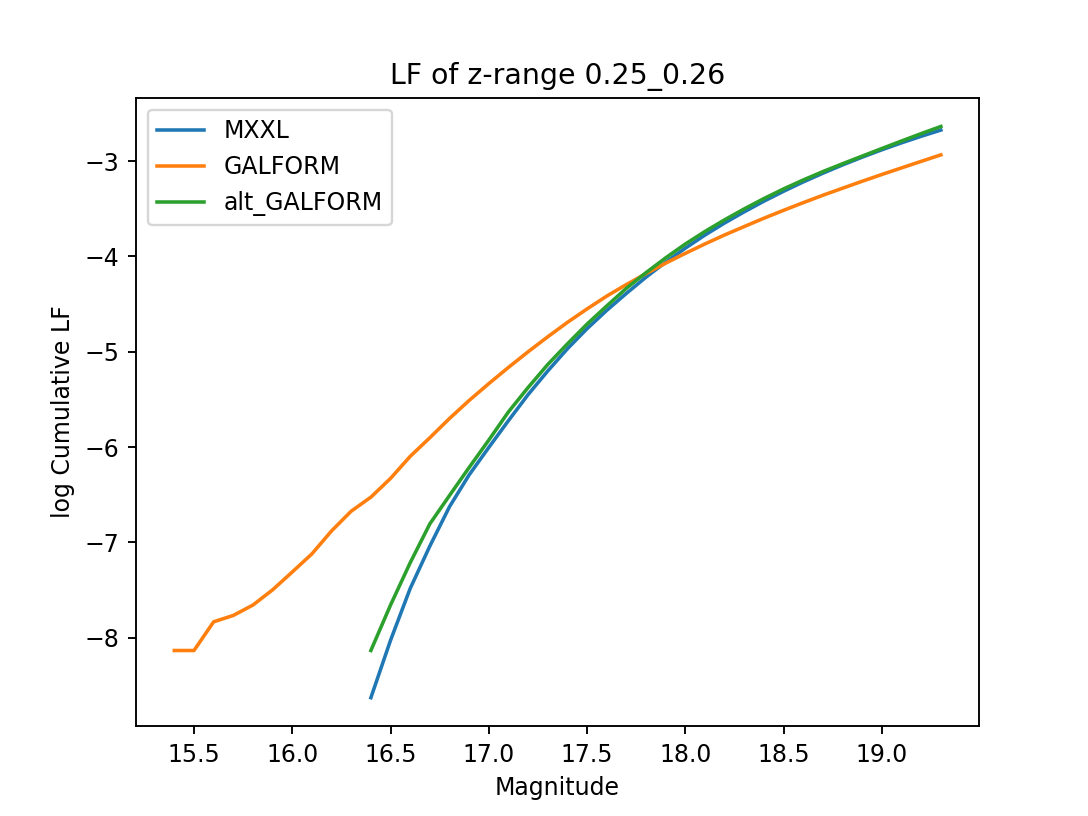 LF of z-range 0.25_0.26
MXXL
GALFORM
alt_GALFORM
log Cumulative LF
−3
−4
−5
−6
−7
−8
15.5 16.0 16.5 17.0 17.5 18.0 18.5 19.0
Magnitude